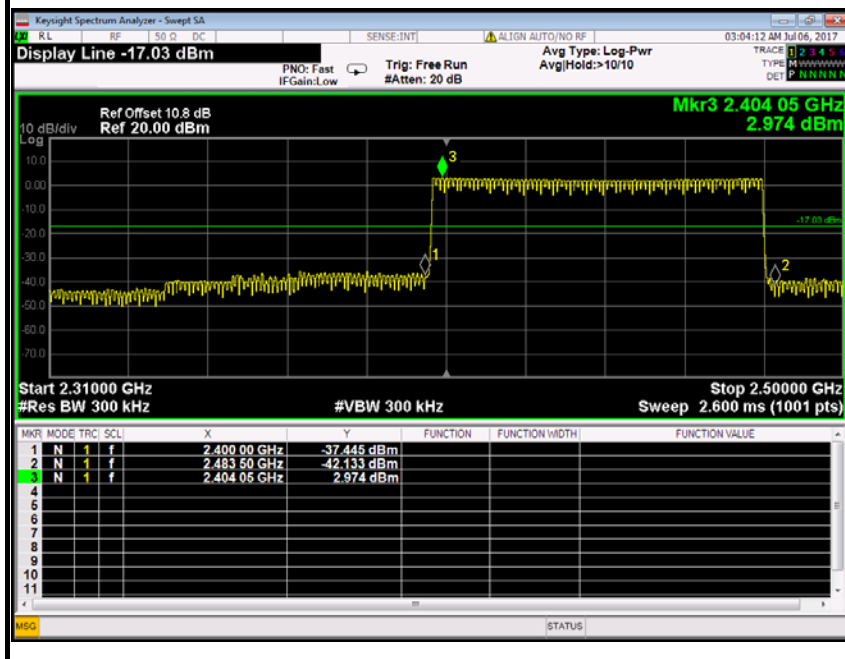 Keysight Spectrum Analyzer - Swept SA
RL RF 50 Ω DC SENSE:INT ALIGN AUTO/NO RF 03:04:12 AM Jul 06, 2017
Display Line -17.03 dBm
Avg Type: Log-Pwr
TRACE 1 2 3 4 5 6
PNO: Fast Trig: Free Run Avg|Hold:>10/10
TYPE M WWWWW
IFGain:Low #Atten: 20 dB
DET P N N N N N
Mkr3 2.404 05 GHz
2.974 dBm
Ref Offset 10.8 dB
10 dB/div Ref 20.00 dBm
Log
10.0
0.00
-10.0
-20.0
-30.0
-40.0
-50.0
-60.0
-70.0
3
-17.03 dBm
1
2
Start 2.31000 GHz Stop 2.50000 GHz
#Res BW 300 kHz #VBW 300 kHz Sweep 2.600 ms (1001 pts)
MKR MODE TRC SCL X Y FUNCTION FUNCTION WIDTH FUNCTION VALUE
1 N 1 f 2.400 00 GHz -37.445 dBm
2 N 1 f 2.483 50 GHz -42.133 dBm
3 N 1 f 2.404 05 GHz 2.974 dBm
4
5
6
7
8
9
10
11
MSG STATUS